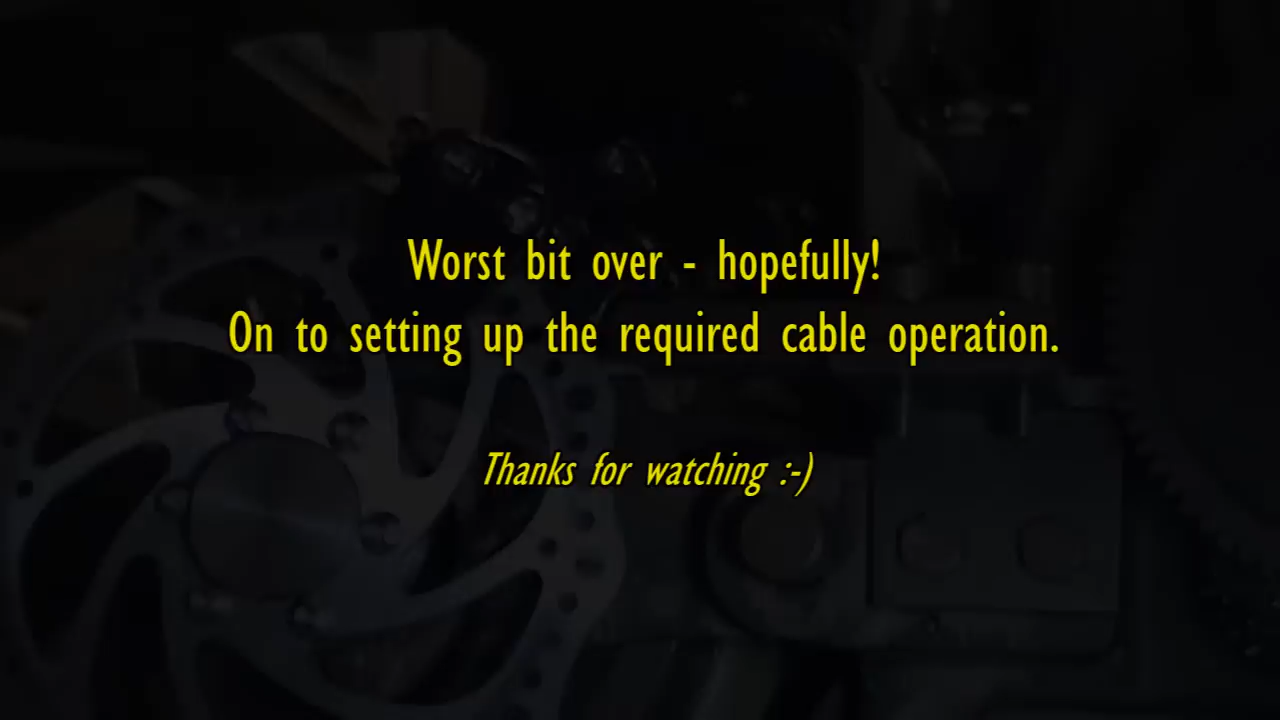 Worst bit over - hopefully!
On to setting up the required cable operation.
Thanks for watching :-)